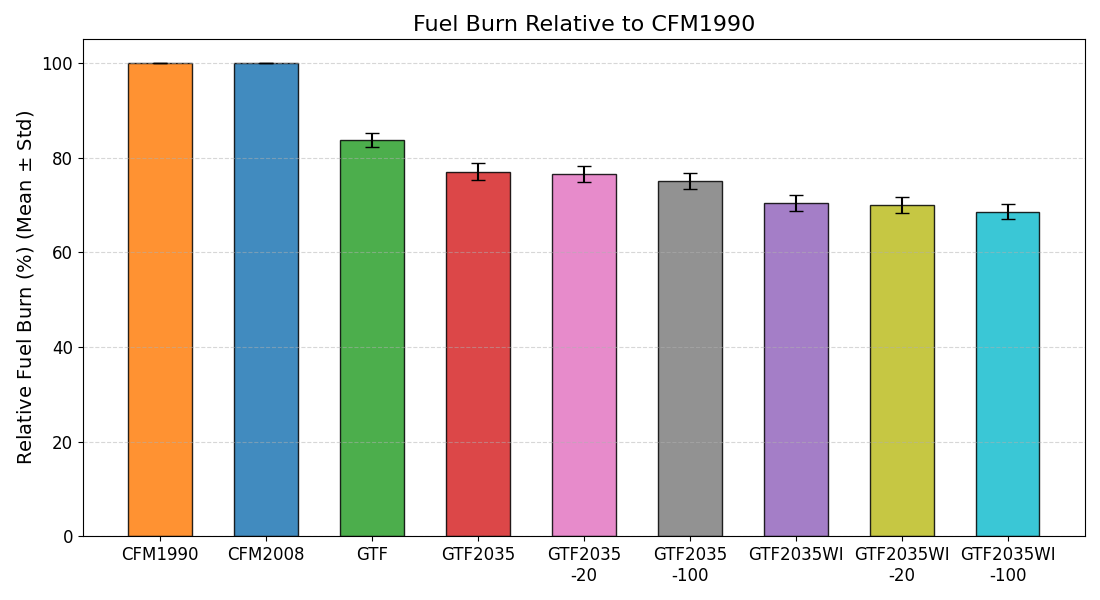 Fuel Burn Relative to CFM1990
Relative Fuel Burn (%) (Mean ± Std)
100
80
60
40
20
0
CFM1990
CFM2008
GTF
GTF2035
GTF2035
-20
GTF2035
-100
GTF2035WI
GTF2035WI
-20
GTF2035WI
-100